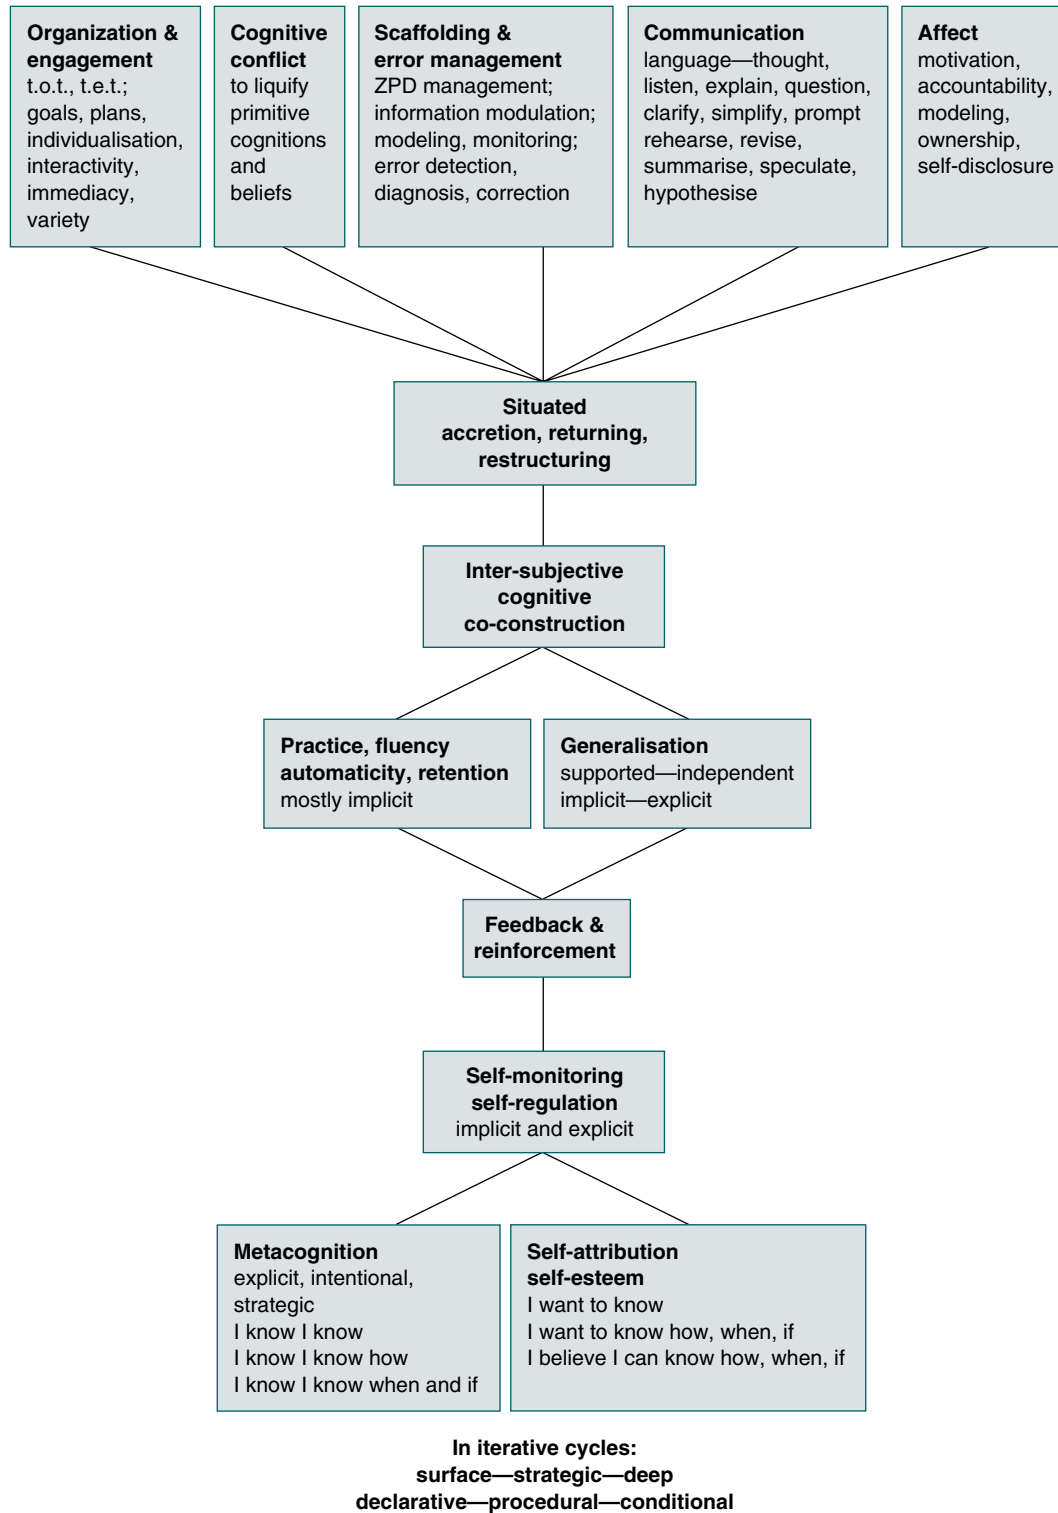 Organization &
engagement
t.o.t., t.e.t.;
goals, plans,
individualisation,
interactivity,
immediacy,
variety
Cognitive
conflict
to liquify
primitive
cognitions
and
beliefs
Scaffolding &
error management
ZPD management;
information modulation;
modeling, monitoring;
error detection,
diagnosis, correction
Communication
language—thought,
listen, explain, question,
clarify, simplify, prompt
rehearse, revise,
summarise, speculate,
hypothesise
Affect
motivation,
accountability,
modeling,
ownership,
self-disclosure
Situated
accretion, returning,
restructuring
Inter-subjective
cognitive
co-construction
Practice, fluency
automaticity, retention
mostly implicit
Generalisation
supported—independent
implicit—explicit
Feedback &
reinforcement
Self-monitoring
self-regulation
implicit and explicit
Metacognition
explicit, intentional,
strategic
I know I know
I know I know how
I know I know when and if
Self-attribution
self-esteem
I want to know
I want to know how, when, if
I believe I can know how, when, if
In iterative cycles:
surface—strategic—deep
declarative—procedural—conditional